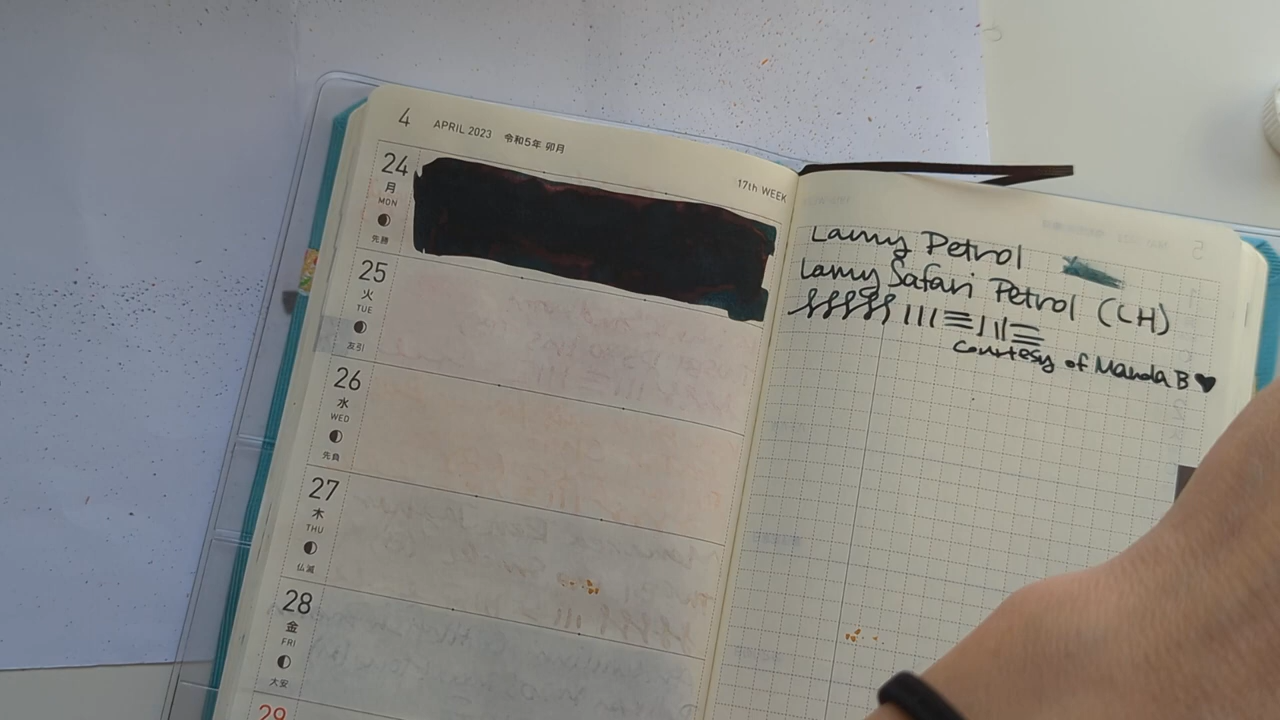 4 APRIL 2023 令和5年 卯月
17th WEEK
24
月
MON
先勝
25
火
TUE
友引
26
水
WED
先負
27
木
THU
仏滅
28
金
FRI
大安
29
Lamy Petrol
Lamy Safari Petrol (CH)
Courtesy of Manda B ♥
5